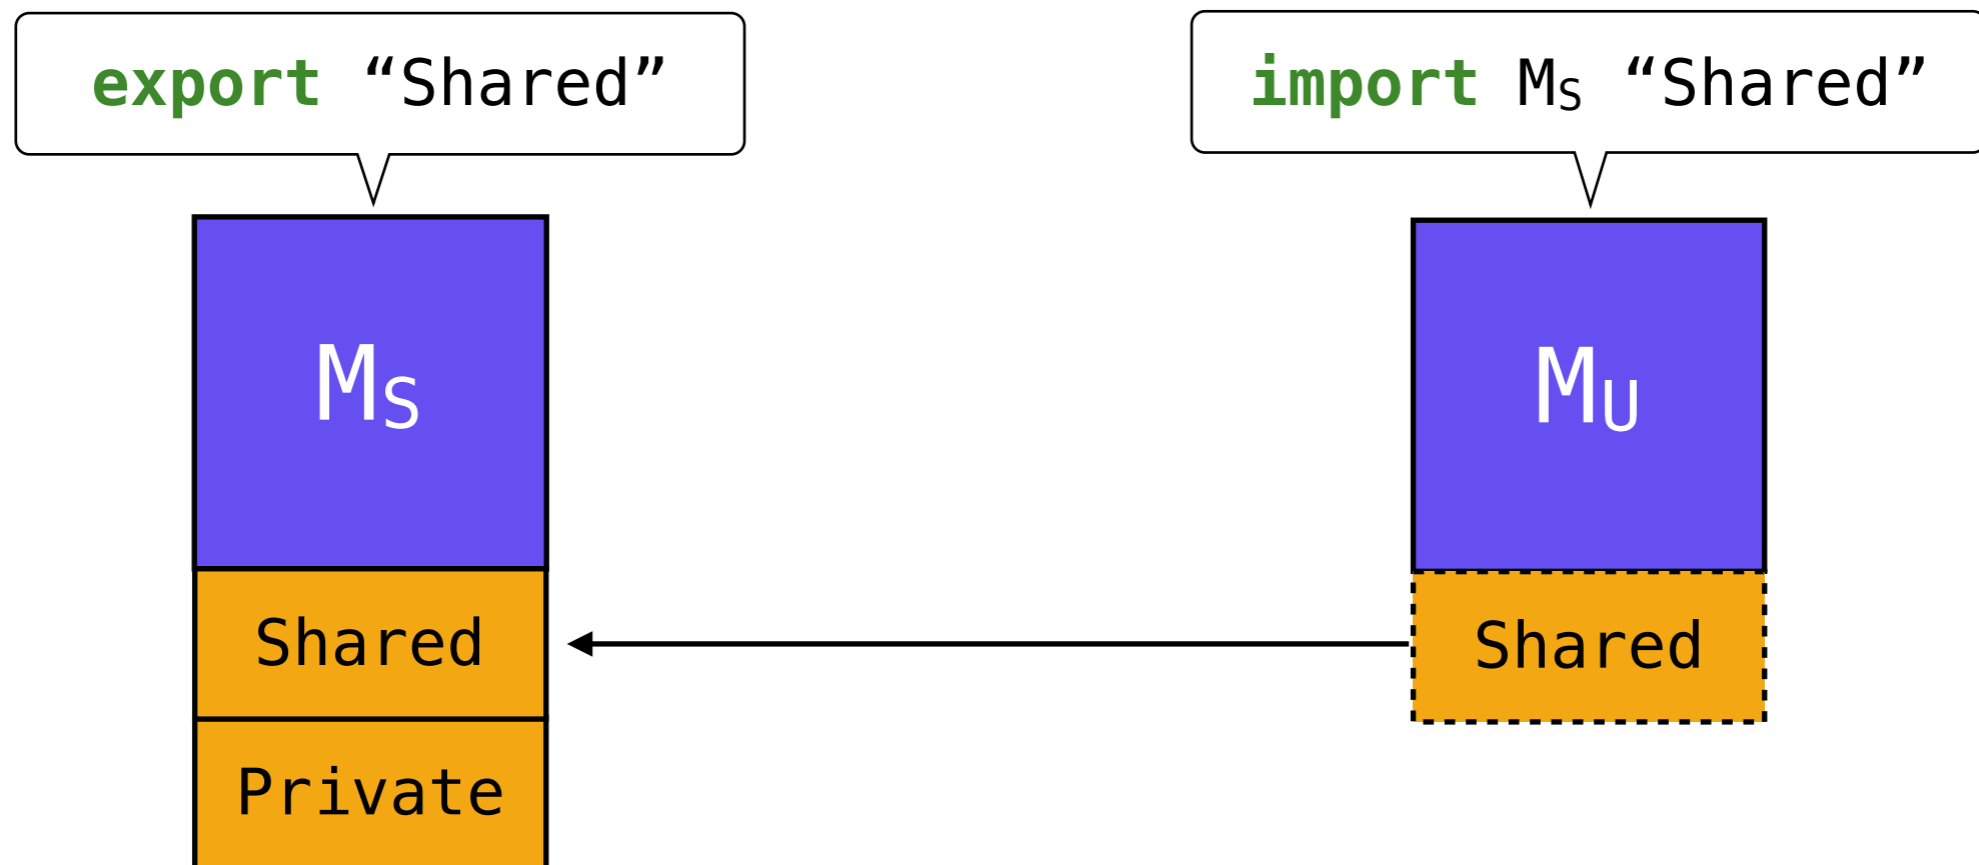 export “Shared”
import MS “Shared”
MS
MU
Shared
Shared
Private